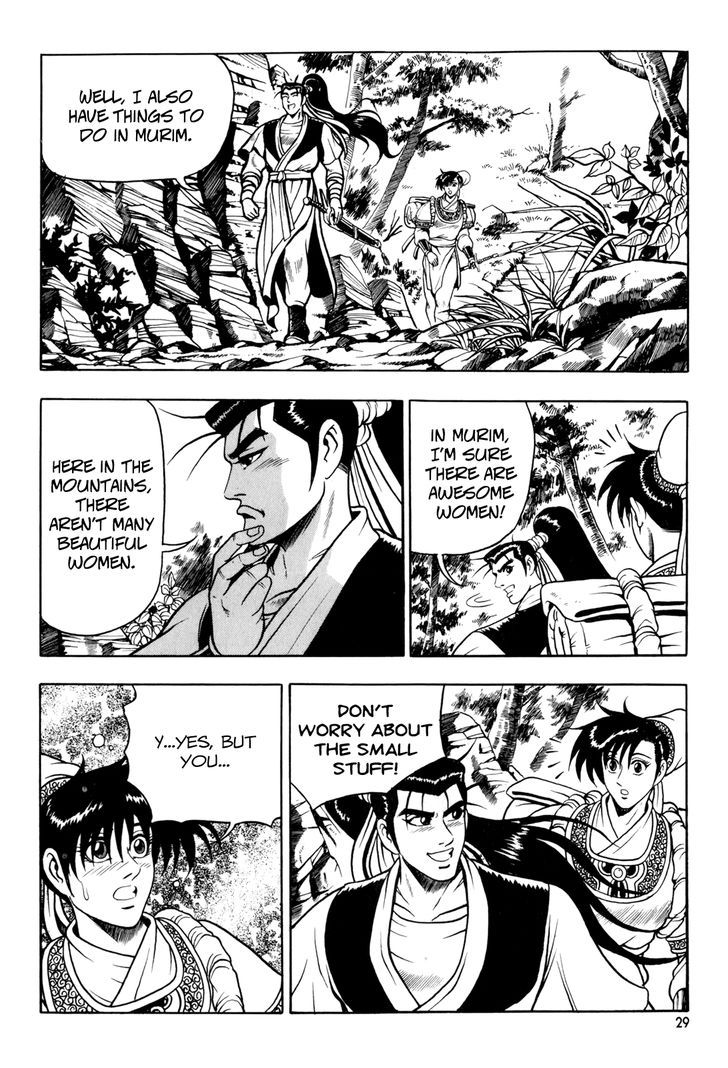 WELL, I ALSO
HAVE THINGS TO
DO IN MURIM.
HERE IN THE
MOUNTAINS,
THERE
AREN'T MANY
BEAUTIFUL
WOMEN.
IN MURIM,
I'M SURE
THERE ARE
AWESOME
WOMEN!
Y...YES, BUT
YOU...
DON'T
WORRY ABOUT
THE SMALL
STUFF!
29